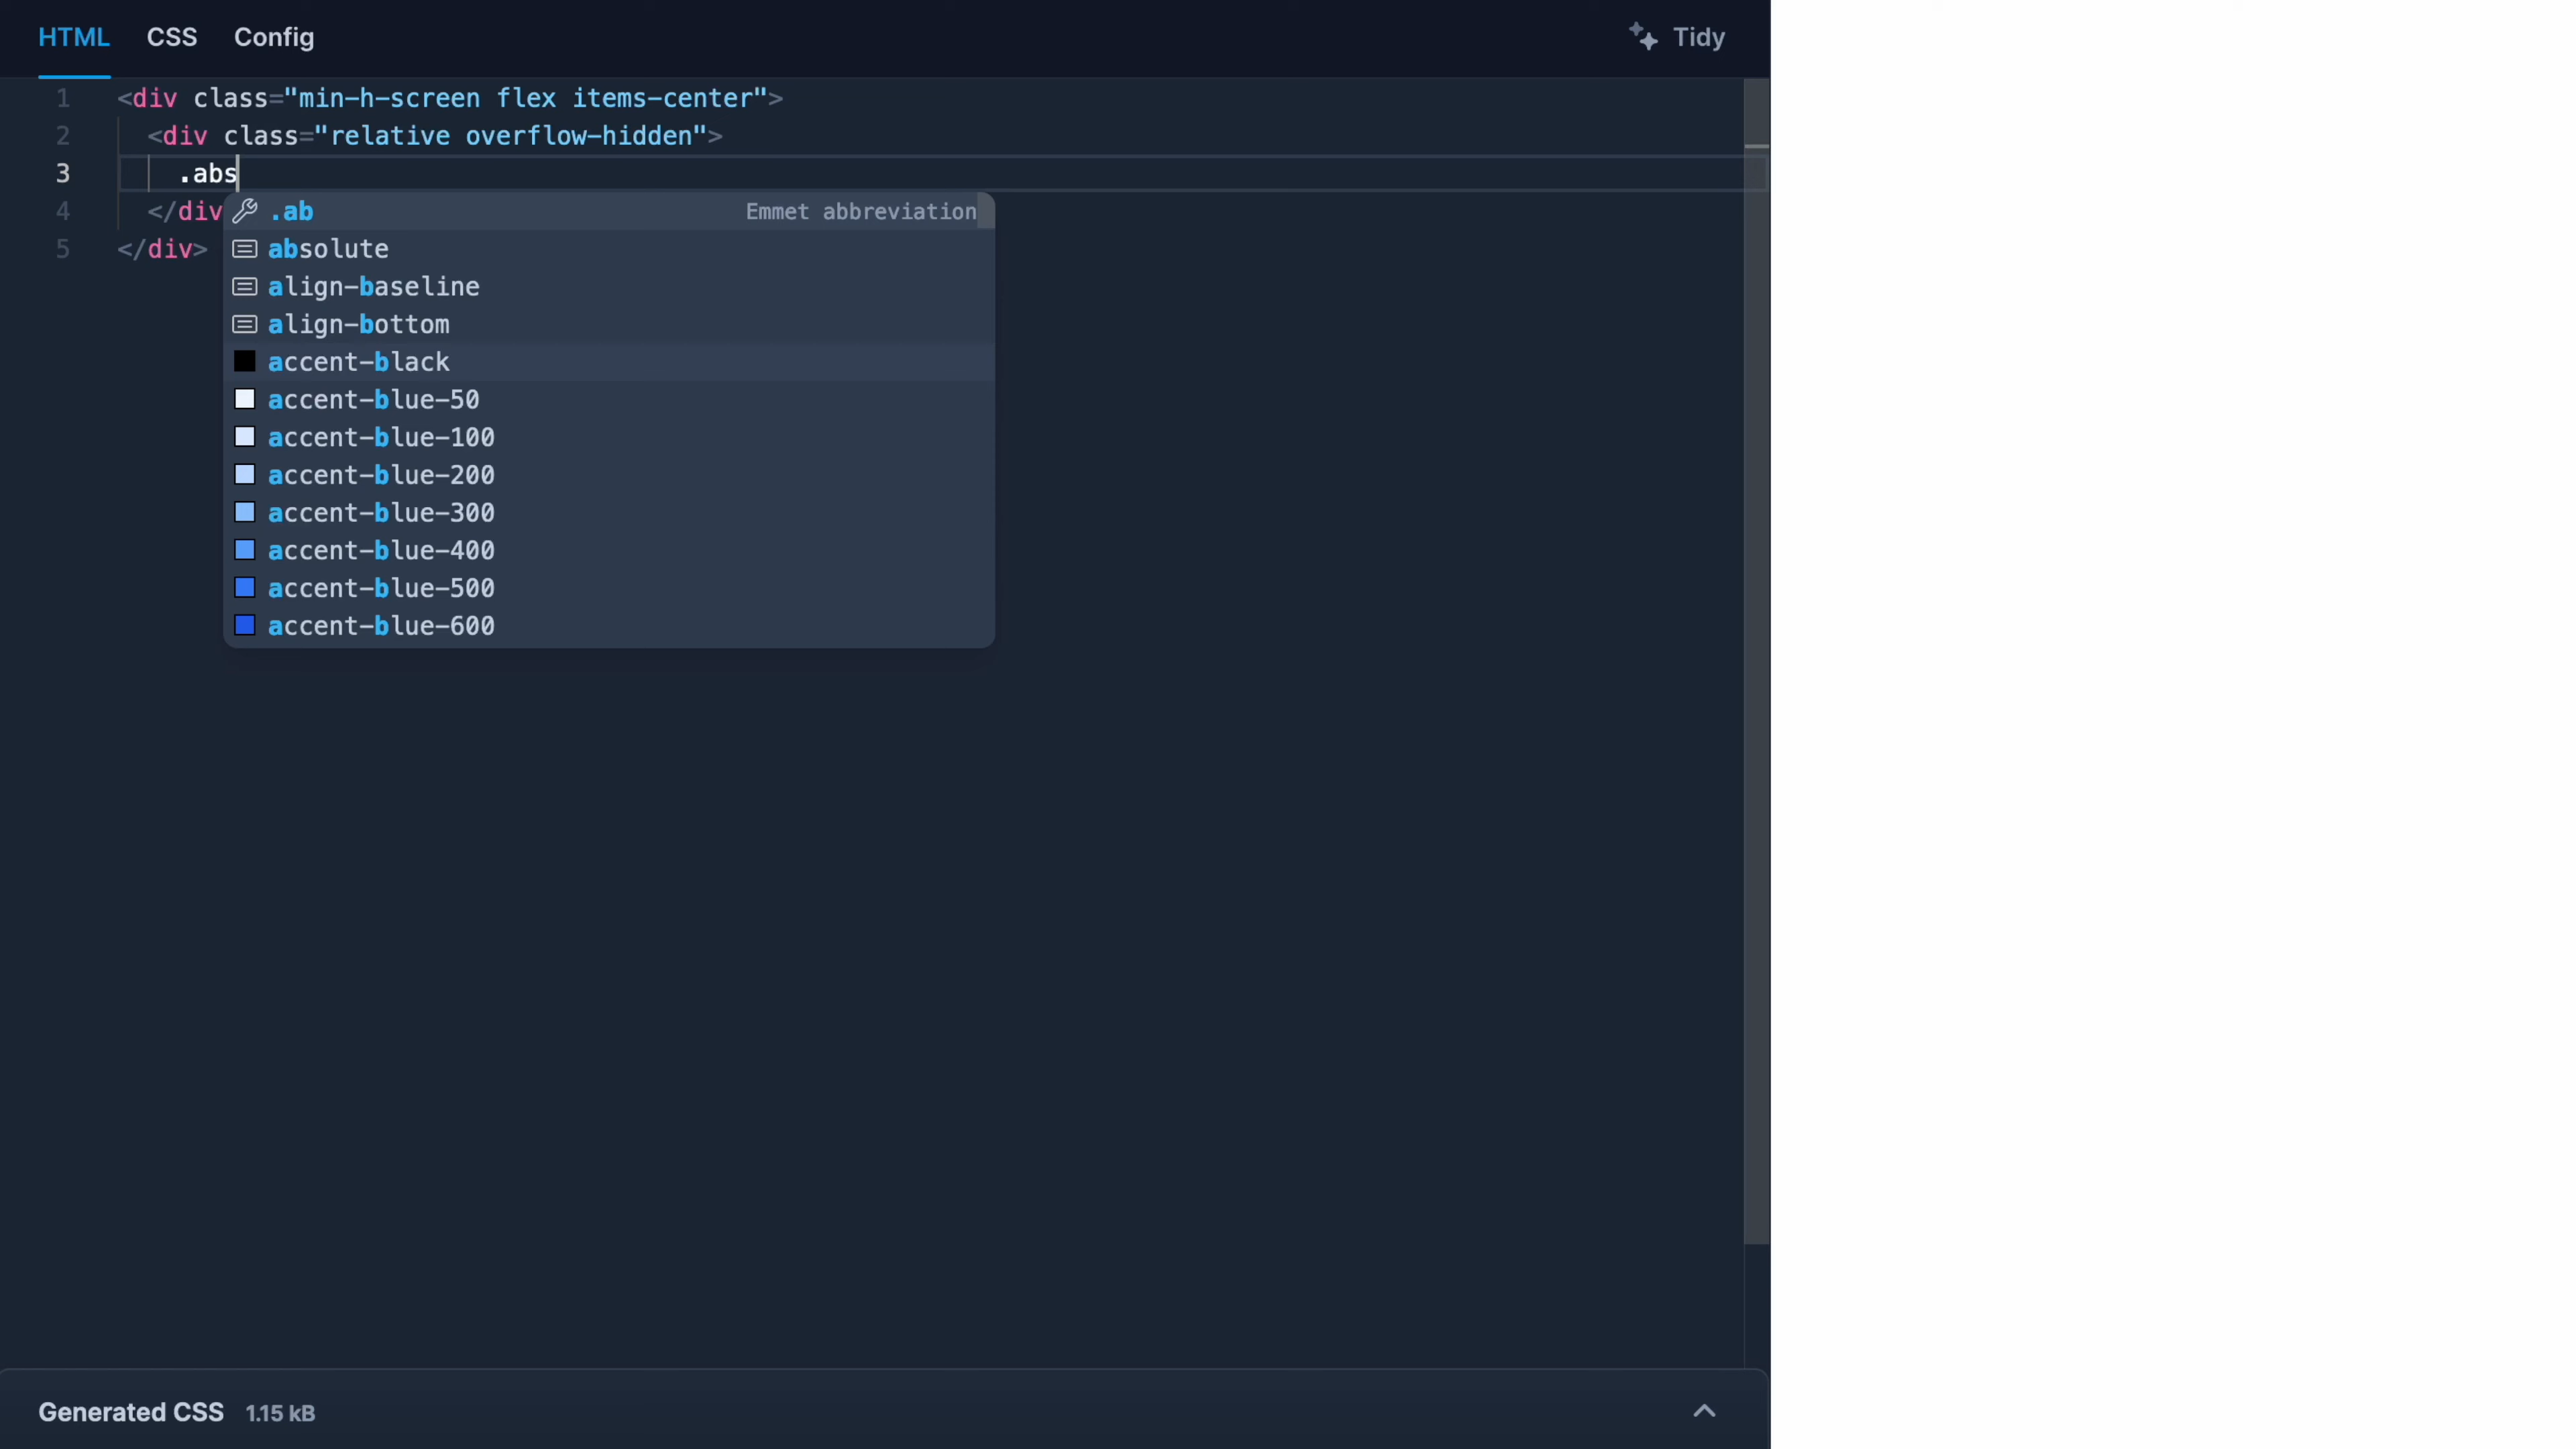 HTML CSS Config Tidy
1 <div class="min-h-screen flex items-center">
2 <div class="relative overflow-hidden">
3 .abs
4 </div
5 </div>
.ab Emmet abbreviation
absolute
align-baseline
align-bottom
accent-black
accent-blue-50
accent-blue-100
accent-blue-200
accent-blue-300
accent-blue-400
accent-blue-500
accent-blue-600
Generated CSS 1.15 kB